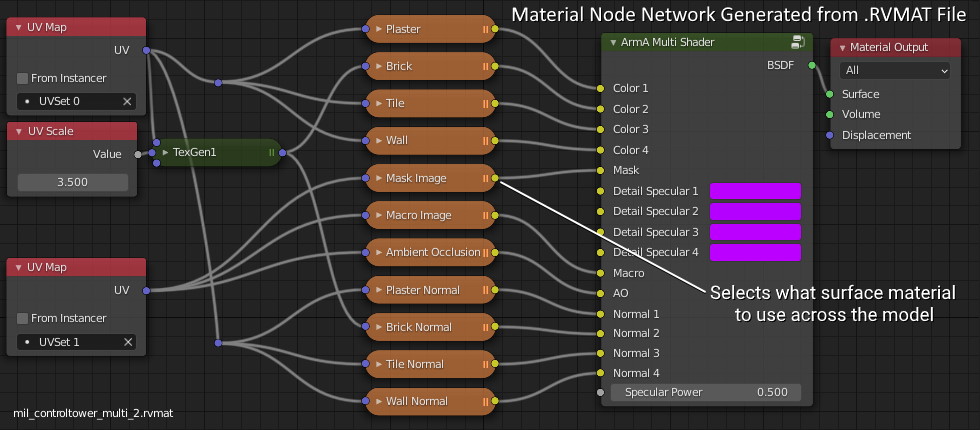 Material Node Network Generated from .RVMAT File
UV Map
UV
From Instancer
UVSet 0
UV Scale
Value
3.500
TexGen1
UV Map
UV
From Instancer
UVSet 1
mil_controltower_multi_2.rvmat
Plaster
Brick
Tile
Wall
Mask Image
Macro Image
Ambient Occlusion
Plaster Normal
Brick Normal
Tile Normal
Wall Normal
ArmA Multi Shader
BSDF
Color 1
Color 2
Color 3
Color 4
Mask
Detail Specular 1
Detail Specular 2
Detail Specular 3
Detail Specular 4
Macro
AO
Normal 1
Normal 2
Normal 3
Normal 4
Specular Power 0.500
Material Output
All
Surface
Volume
Displacement
Selects what surface material
to use across the model